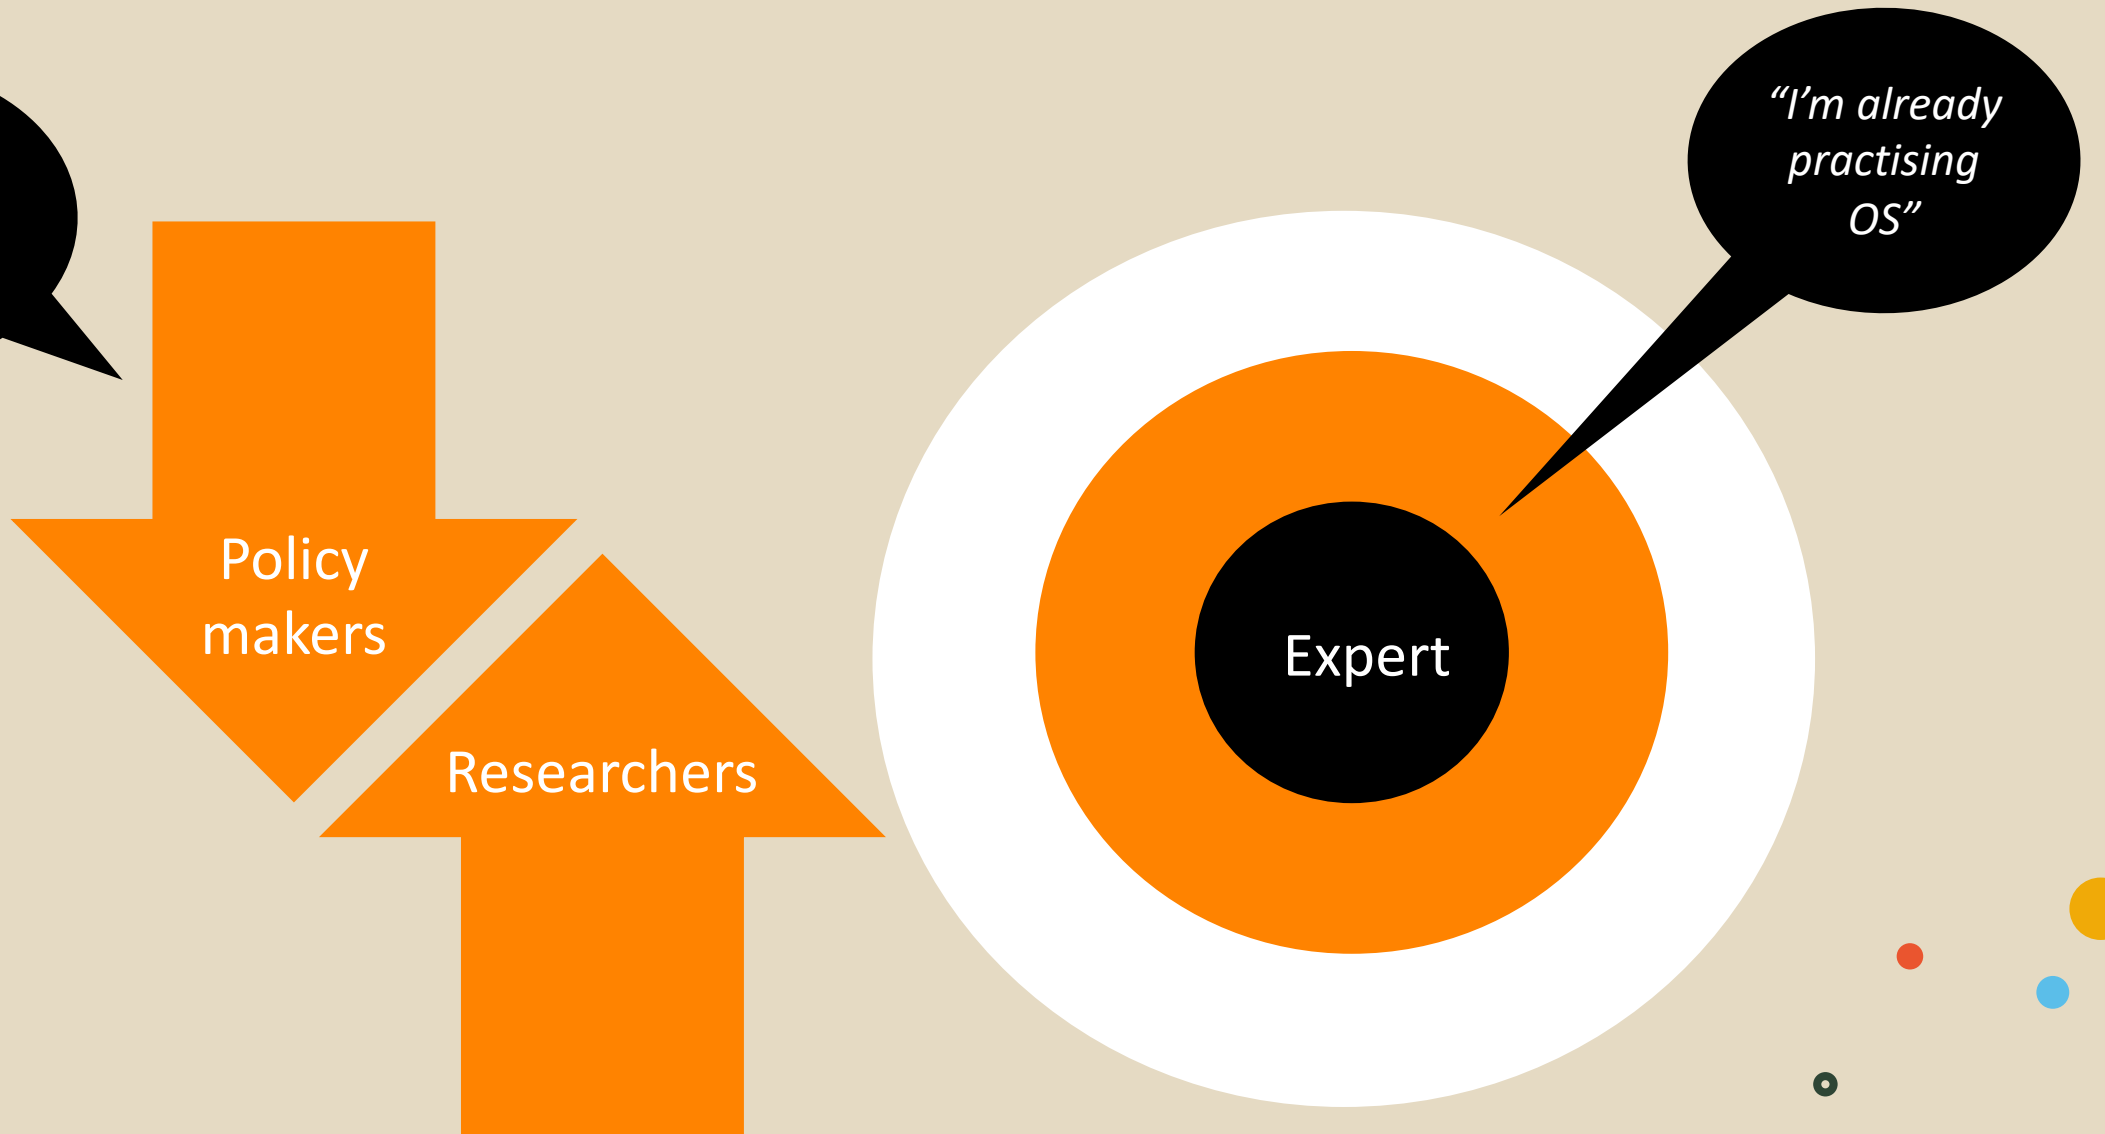 Policy
makers
Researchers
Expert
“I’m already
practising
OS”